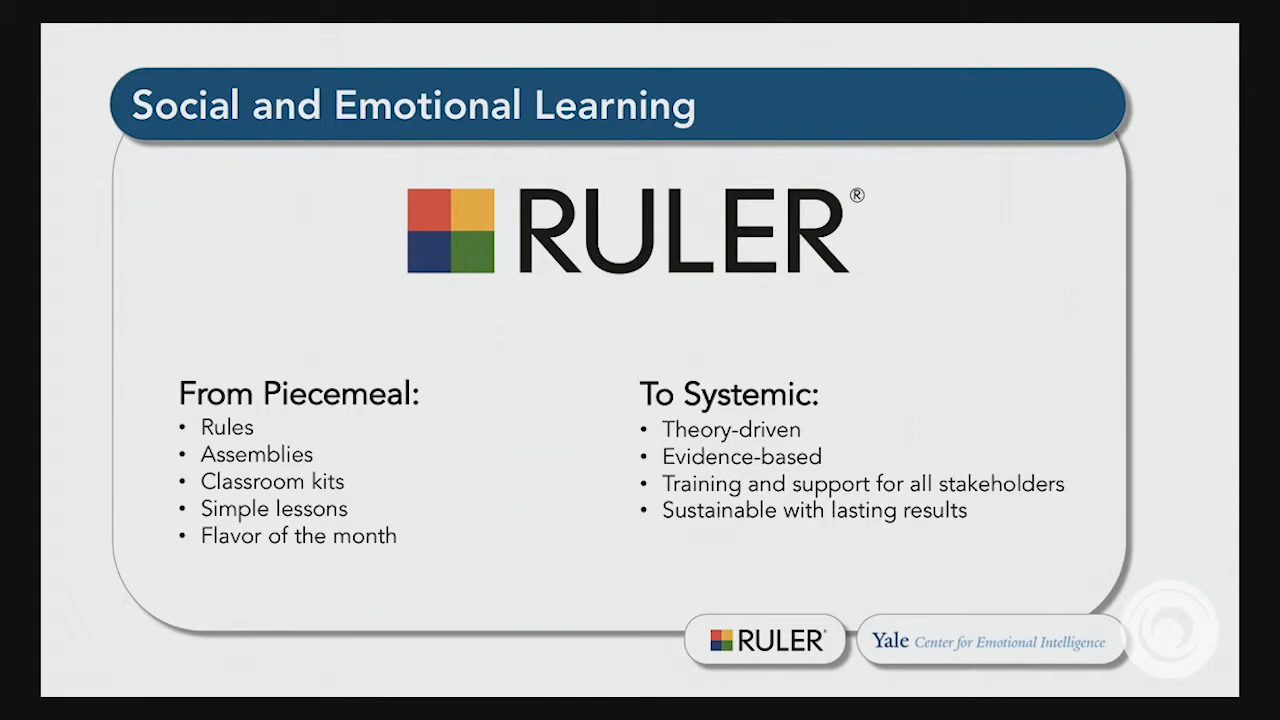 Social and Emotional Learning
RULER®
From Piecemeal:
• Rules
• Assemblies
• Classroom kits
• Simple lessons
• Flavor of the month
To Systemic:
• Theory-driven
• Evidence-based
• Training and support for all stakeholders
• Sustainable with lasting results
RULER®
Yale Center for Emotional Intelligence